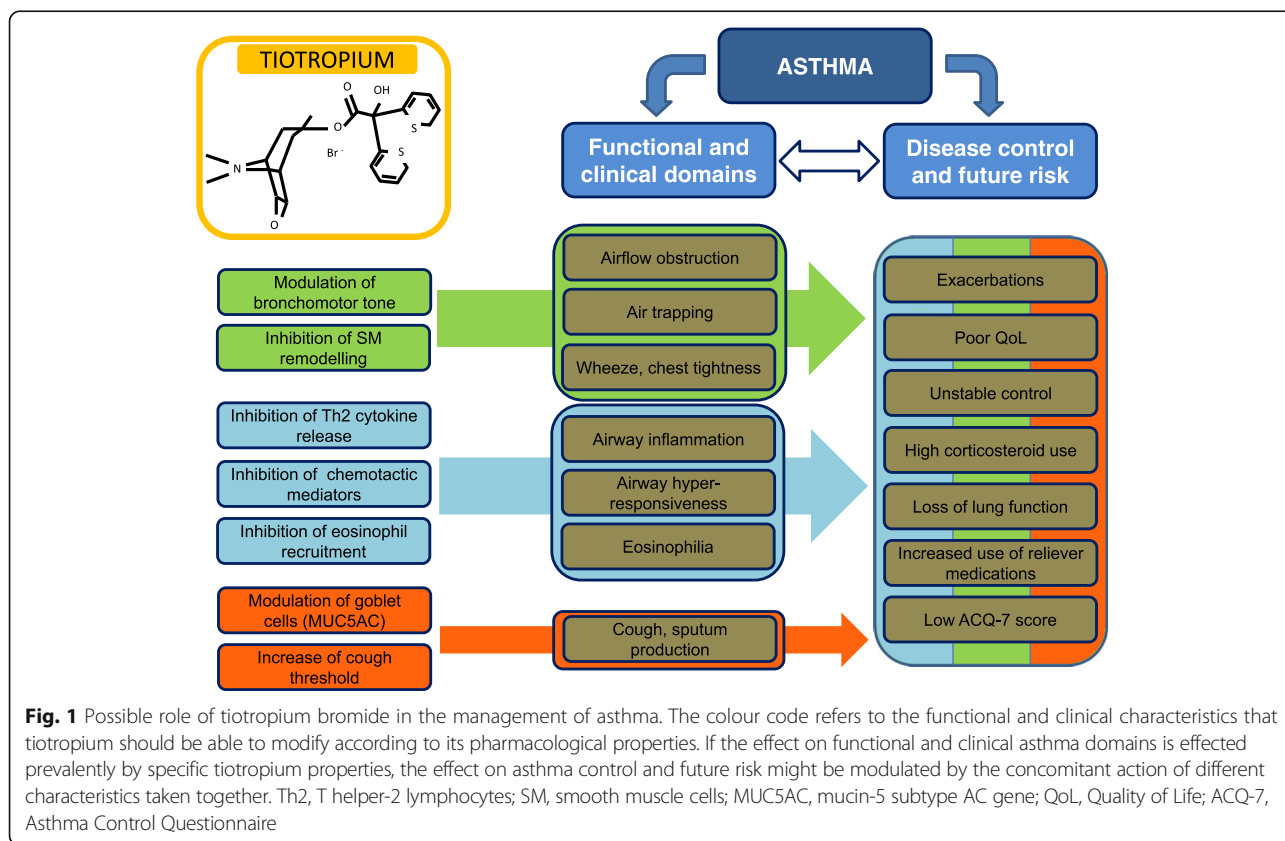 TIOTROPIUM
O
OH
O
S
Br -
S
N
O
ASTHMA
Functional and
clinical domains
Disease control
and future risk
Modulation of
bronchomotor tone
Inhibition of SM
remodelling
Inhibition of Th2 cytokine
release
Inhibition of chemotactic
mediators
Inhibition of eosinophil
recruitment
Modulation of goblet
cells (MUC5AC)
Increase of cough
threshold
Airflow obstruction
Air trapping
Wheeze, chest tightness
Airway inflammation
Airway hyper-
responsiveness
Eosinophilia
Cough, sputum
production
Exacerbations
Poor QoL
Unstable control
High corticosteroid use
Loss of lung function
Increased use of reliever
medications
Low ACQ-7 score
Fig. 1 Possible role of tiotropium bromide in the management of asthma. The colour code refers to the functional and clinical characteristics that
tiotropium should be able to modify according to its pharmacological properties. If the effect on functional and clinical asthma domains is effected
prevalently by specific tiotropium properties, the effect on asthma control and future risk might be modulated by the concomitant action of different
characteristics taken together. Th2, T helper-2 lymphocytes; SM, smooth muscle cells; MUC5AC, mucin-5 subtype AC gene; QoL, Quality of Life; ACQ-7,
Asthma Control Questionnaire